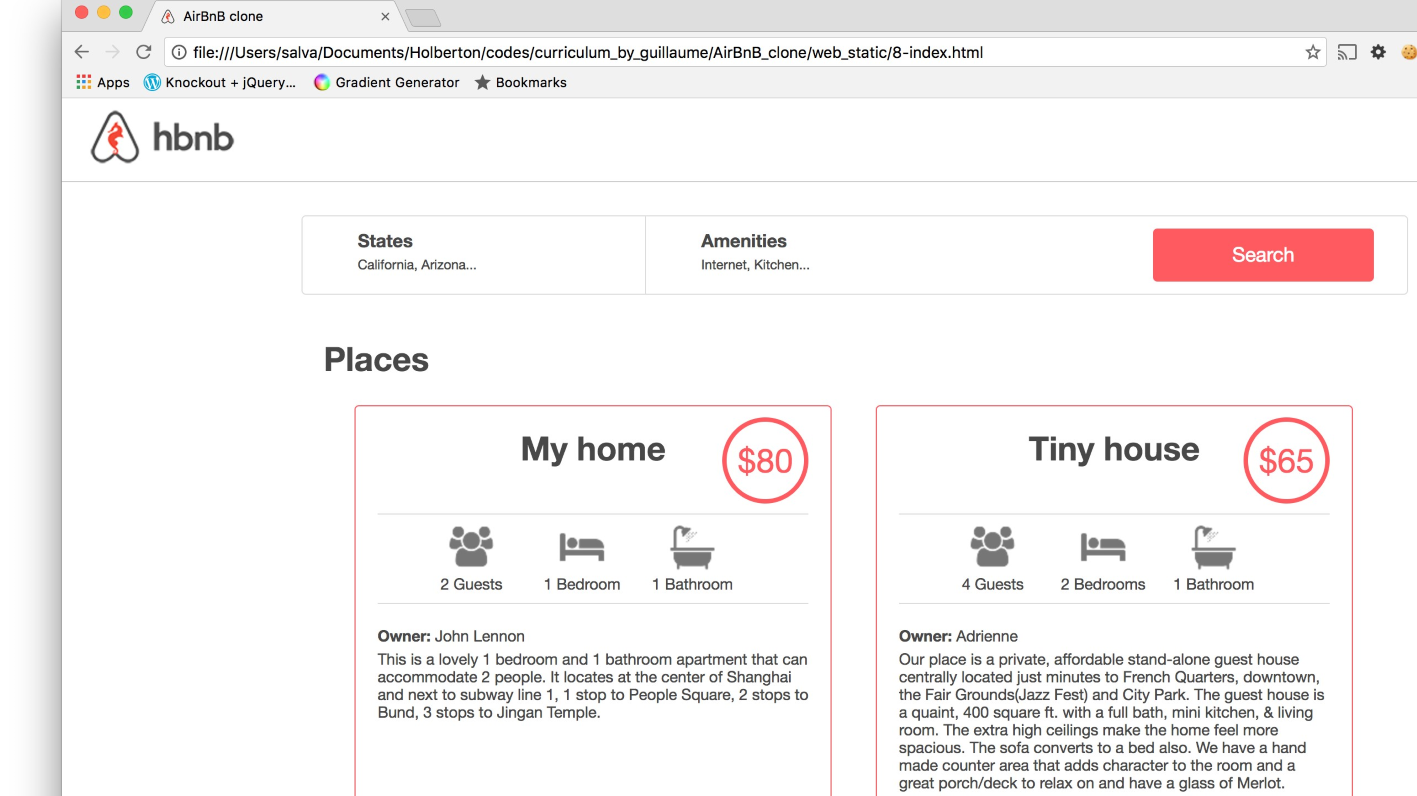 AirBnB clone
file:///Users/salva/Documents/Holberton/codes/curriculum_by_guillaume/AirBnB_clone/web_static/8-index.html
Apps Knockout + jQuery... Gradient Generator Bookmarks
hbnb
States
California, Arizona...
Amenities
Internet, Kitchen...
Search
Places
My home
$80
2 Guests 1 Bedroom 1 Bathroom
Owner: John Lennon
This is a lovely 1 bedroom and 1 bathroom apartment that can
accommodate 2 people. It locates at the center of Shanghai
and next to subway line 1, 1 stop to People Square, 2 stops to
Bund, 3 stops to Jingan Temple.
Tiny house
$65
4 Guests 2 Bedrooms 1 Bathroom
Owner: Adrienne
Our place is a private, affordable stand-alone guest house
centrally located just minutes to French Quarters, downtown,
the Fair Grounds(Jazz Fest) and City Park. The guest house is
a quaint, 400 square ft. with a full bath, mini kitchen, & living
room. The extra high ceilings make the home feel more
spacious. The sofa converts to a bed also. We have a hand
made counter area that adds character to the room and a
great porch/deck to relax on and have a glass of Merlot.